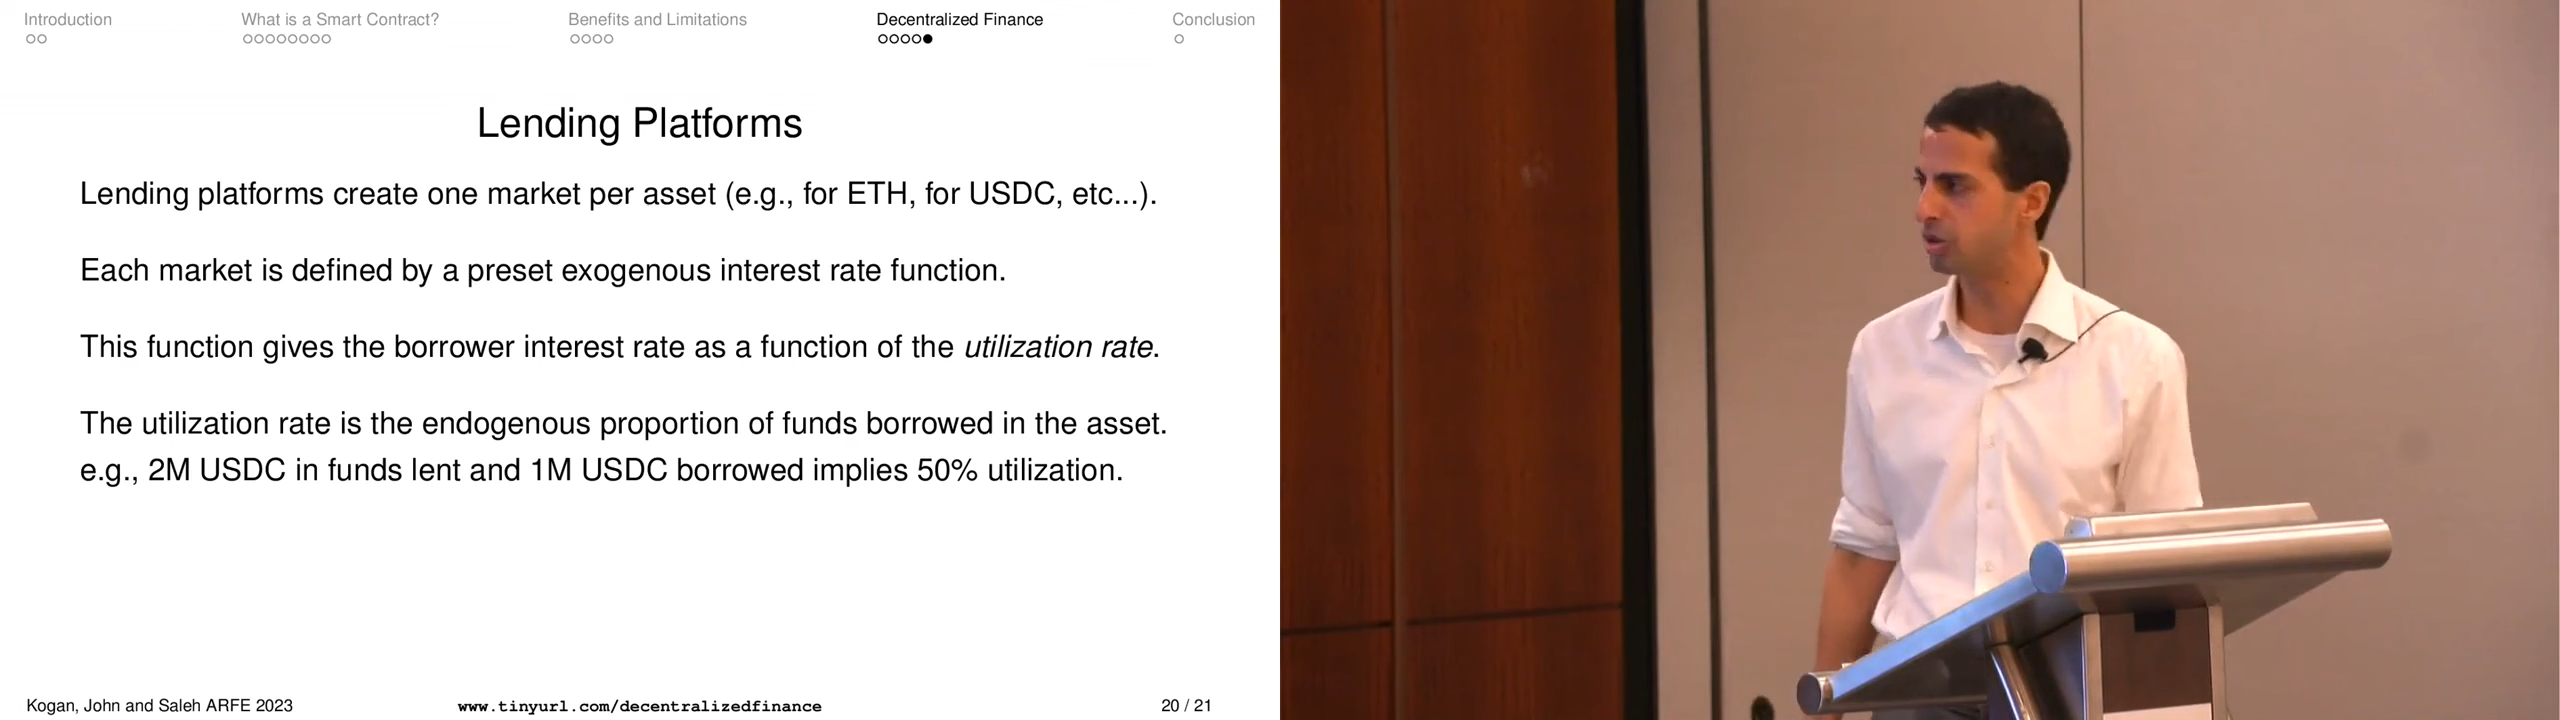 Introduction
What is a Smart Contract?
Benefits and Limitations
Decentralized Finance
Conclusion
Lending Platforms
Lending platforms create one market per asset (e.g., for ETH, for USDC, etc...).
Each market is defined by a preset exogenous interest rate function.
This function gives the borrower interest rate as a function of the utilization rate.
The utilization rate is the endogenous proportion of funds borrowed in the asset.
e.g., 2M USDC in funds lent and 1M USDC borrowed implies 50% utilization.
Kogan, John and Saleh ARFE 2023
www.tinyurl.com/decentralizedfinance
20 / 21